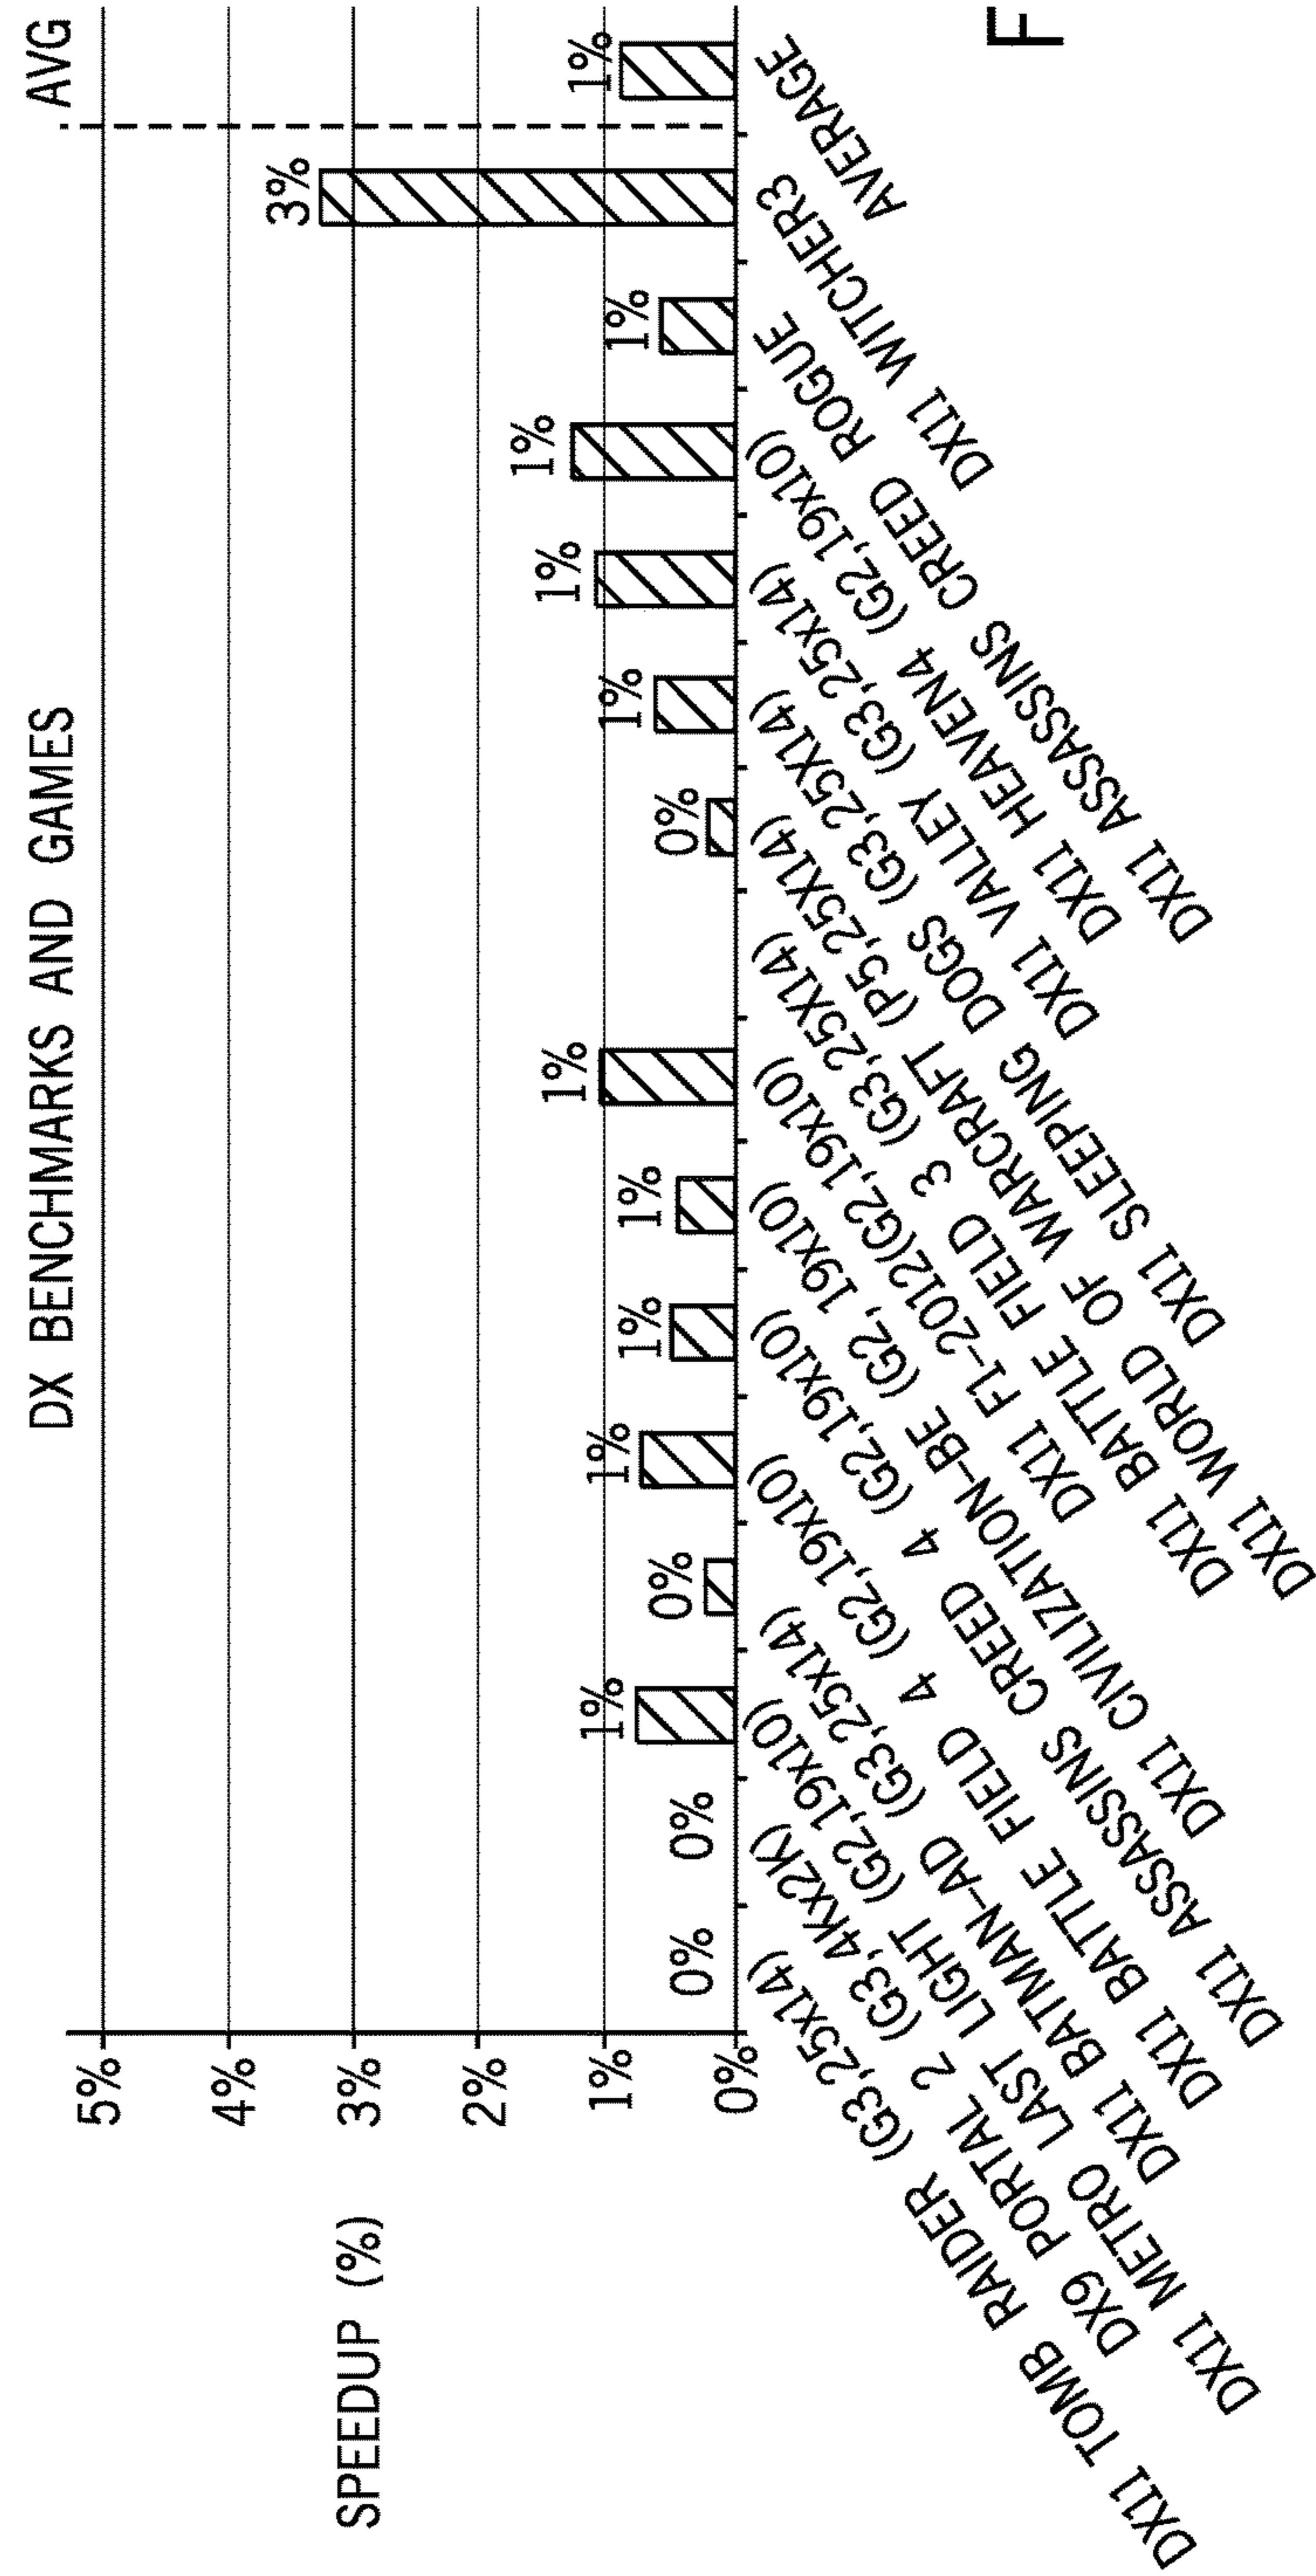 DX BENCHMARKS AND GAMES
AVG
SPEEDUP (%)
5%
4%
3%
2%
1%
0%
0%
0%
1%
0%
1%
1%
1%
1%
0%
1%
1%
1%
1%
3%
1%
DX11 TOMB RAIDER (G3,25x14)
DX9 PORTAL 2 (G3,4Kx2K)
DX11 METRO LAST LIGHT (G2,19x10)
DX11 BATMAN-AD (G3,25x14)
DX11 BATTLE FIELD 4 (G2,19x10)
DX11 ASSASSINS CREED 4 (G2,19x10)
DX11 CIVILIZATION-BE (G2, 19x10)
DX11 F1-2012(G2,19x10)
DX11 BATTLE FIELD 3 (G3,25X14)
DX11 WORLD OF WARCRAFT (P5,25X14)
DX11 SLEEPING DOGS (G3,25X14)
DX11 VALLEY (G3,25x14)
DX11 HEAVEN4 (G2,19x10)
DX11 ASSASSINS CREED ROGUE
DX11 WITCHER3
AVERAGE
F